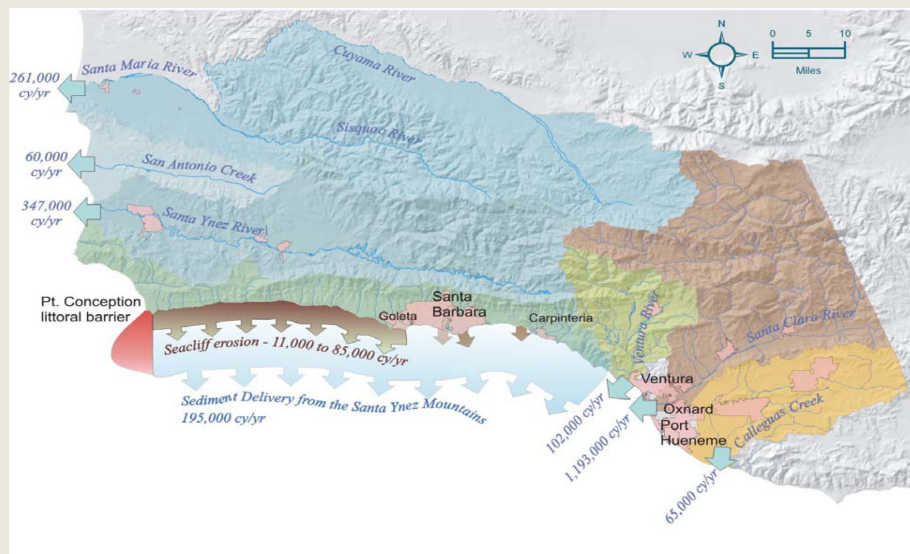 N
W E
S
0 5 10
Miles
Cuyama River
Santa Maria River
261,000
cy/yr
Sisquoc River
60,000
cy/yr
San Antonio Creek
347,000
cy/yr
Santa Ynez River
Pt. Conception
littoral barrier
Santa
Barbara
Goleta
Carpinteria
Ventura River
Santa Clara River
Seacliff erosion - 11,000 to 85,000 cy/yr
Sediment Delivery from the Santa Ynez Mountains
195,000 cy/yr
Ventura
Oxnard
Port
Hueneme
Calleguas Creek
102,000 cy/yr
1,193,000 cy/yr
65,000 cy/yr